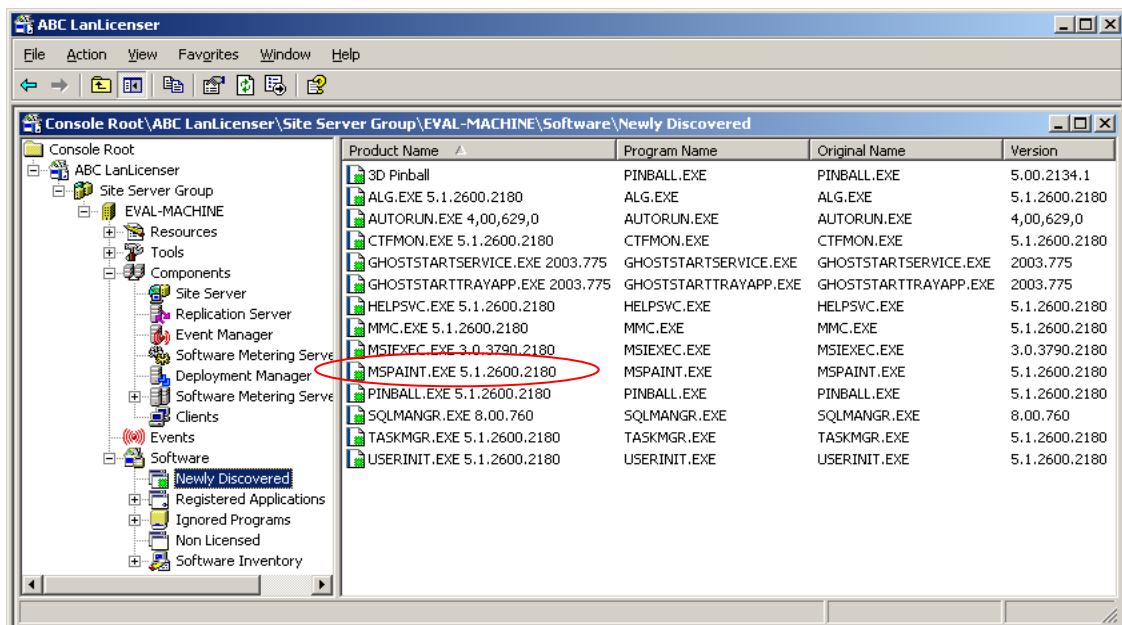 ABC LanLicenser
File Action View Favorites Window Help
Console Root\ABC LanLicenser\Site Server Group\EVAL-MACHINE\Software\Newly Discovered
Console Root
ABC LanLicenser
Site Server Group
EVAL-MACHINE
Resources
Tools
Components
Site Server
Replication Server
Event Manager
Software Metering Serve
Deployment Manager
Software Metering Serve
Clients
Events
Software
Newly Discovered
Registered Applications
Ignored Programs
Non Licensed
Software Inventory
Product Name Program Name Original Name Version
3D Pinball PINBALL.EXE PINBALL.EXE 5.00.2134.1
ALG.EXE 5.1.2600.2180 ALG.EXE ALG.EXE 5.1.2600.2180
AUTORUN.EXE 4,00,629,0 AUTORUN.EXE AUTORUN.EXE 4,00,629,0
CTFMON.EXE 5.1.2600.2180 CTFMON.EXE CTFMON.EXE 5.1.2600.2180
GHOSTSTARTSERVICE.EXE 2003.775 GHOSTSTARTSERVICE.EXE GHOSTSTARTSERVICE.EXE 2003.775
GHOSTSTARTTRAYAPP.EXE 2003.775 GHOSTSTARTTRAYAPP.EXE GHOSTSTARTTRAYAPP.EXE 2003.775
HELPSVC.EXE 5.1.2600.2180 HELPSVC.EXE HELPSVC.EXE 5.1.2600.2180
MMC.EXE 5.1.2600.2180 MMC.EXE MMC.EXE 5.1.2600.2180
MSIEXEC.EXE 3.0.3790.2180 MSIEXEC.EXE MSIEXEC.EXE 3.0.3790.2180
MSPAINT.EXE 5.1.2600.2180 MSPAINT.EXE MSPAINT.EXE 5.1.2600.2180
PINBALL.EXE 5.1.2600.2180 PINBALL.EXE PINBALL.EXE 5.1.2600.2180
SQLMANGR.EXE 8.00.760 SQLMANGR.EXE SQLMANGR.EXE 8.00.760
TASKMGR.EXE 5.1.2600.2180 TASKMGR.EXE TASKMGR.EXE 5.1.2600.2180
USERINIT.EXE 5.1.2600.2180 USERINIT.EXE USERINIT.EXE 5.1.2600.2180